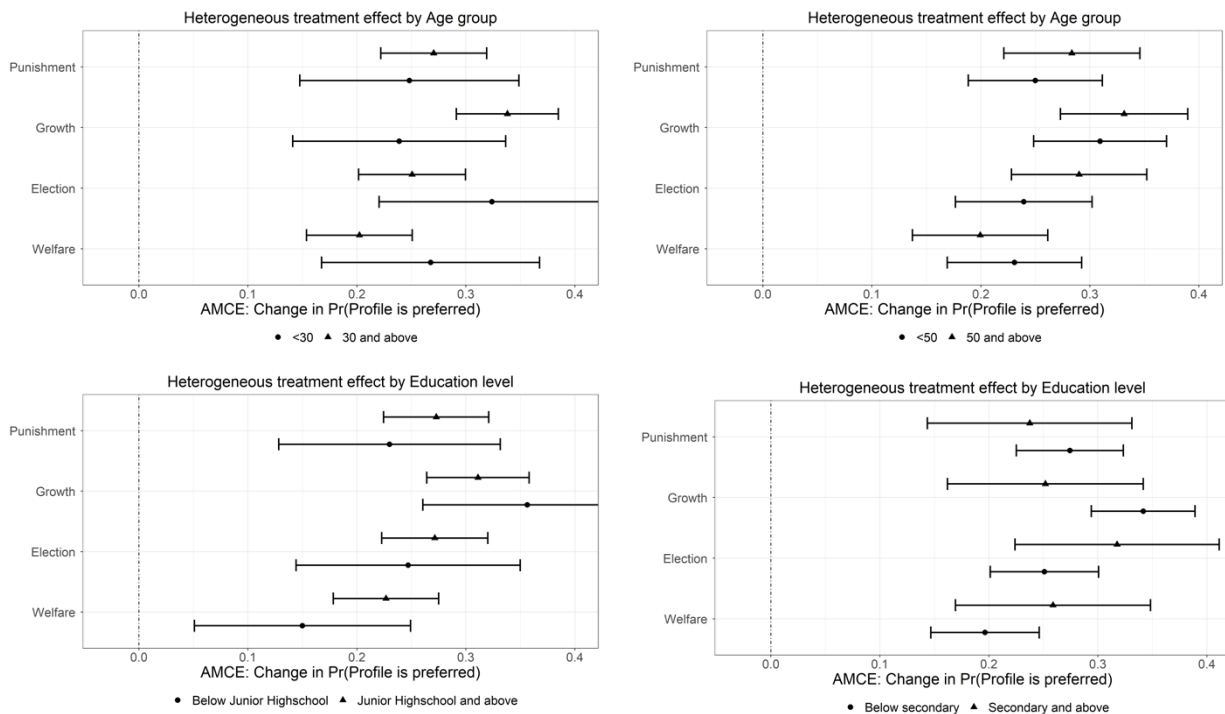 Heterogeneous treatment effect by Age group
Punishment
Growth
Election
Welfare
0.0 0.1 0.2 0.3 0.4
AMCE: Change in Pr(Profile is preferred)
<30 30 and above
Heterogeneous treatment effect by Age group
Punishment
Growth
Election
Welfare
0.0 0.1 0.2 0.3 0.4
AMCE: Change in Pr(Profile is preferred)
<50 50 and above
Heterogeneous treatment effect by Education level
Punishment
Growth
Election
Welfare
0.0 0.1 0.2 0.3 0.4
AMCE: Change in Pr(Profile is preferred)
Below Junior Highschool Junior Highschool and above
Heterogeneous treatment effect by Education level
Punishment
Growth
Election
Welfare
0.0 0.1 0.2 0.3 0.4
AMCE: Change in Pr(Profile is preferred)
Below secondary Secondary and above